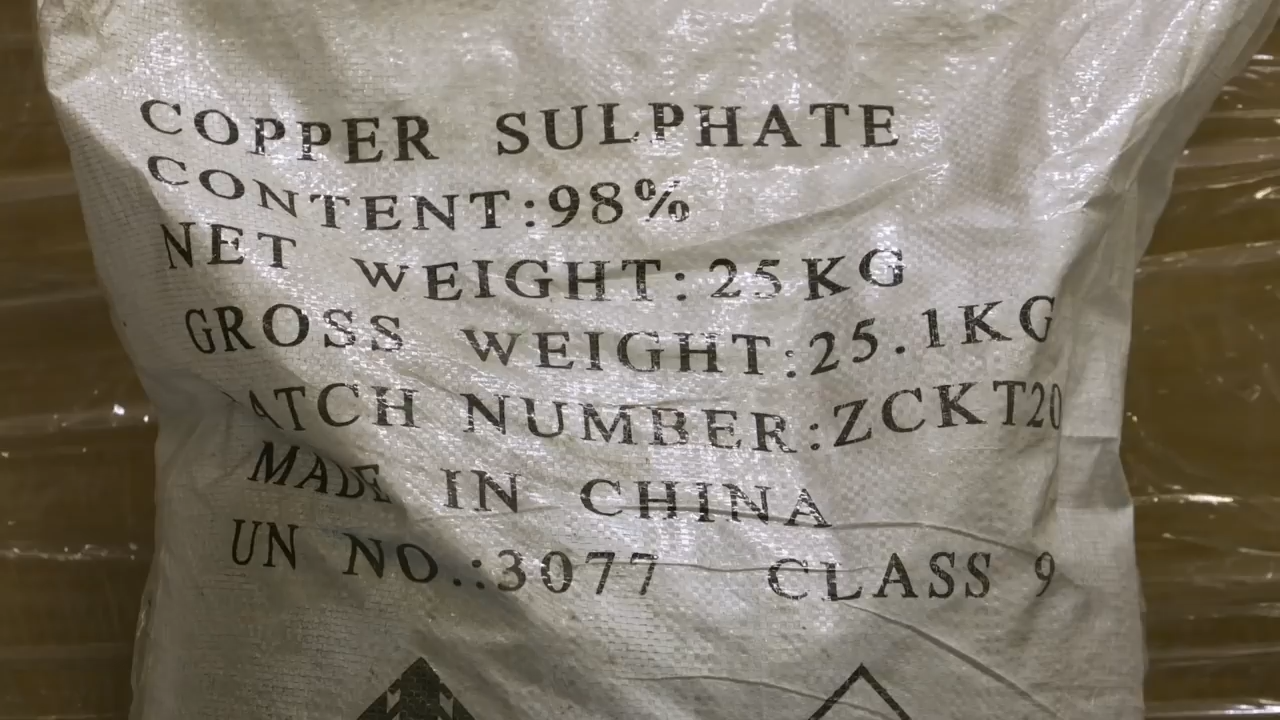 COPPER SULPHATE
CONTENT:98%
NET WEIGHT:25KG
GROSS WEIGHT:25.1KG
NUMBER:ZCKT20
MADE IN CHINA
UN NO.:3077 CLASS 9